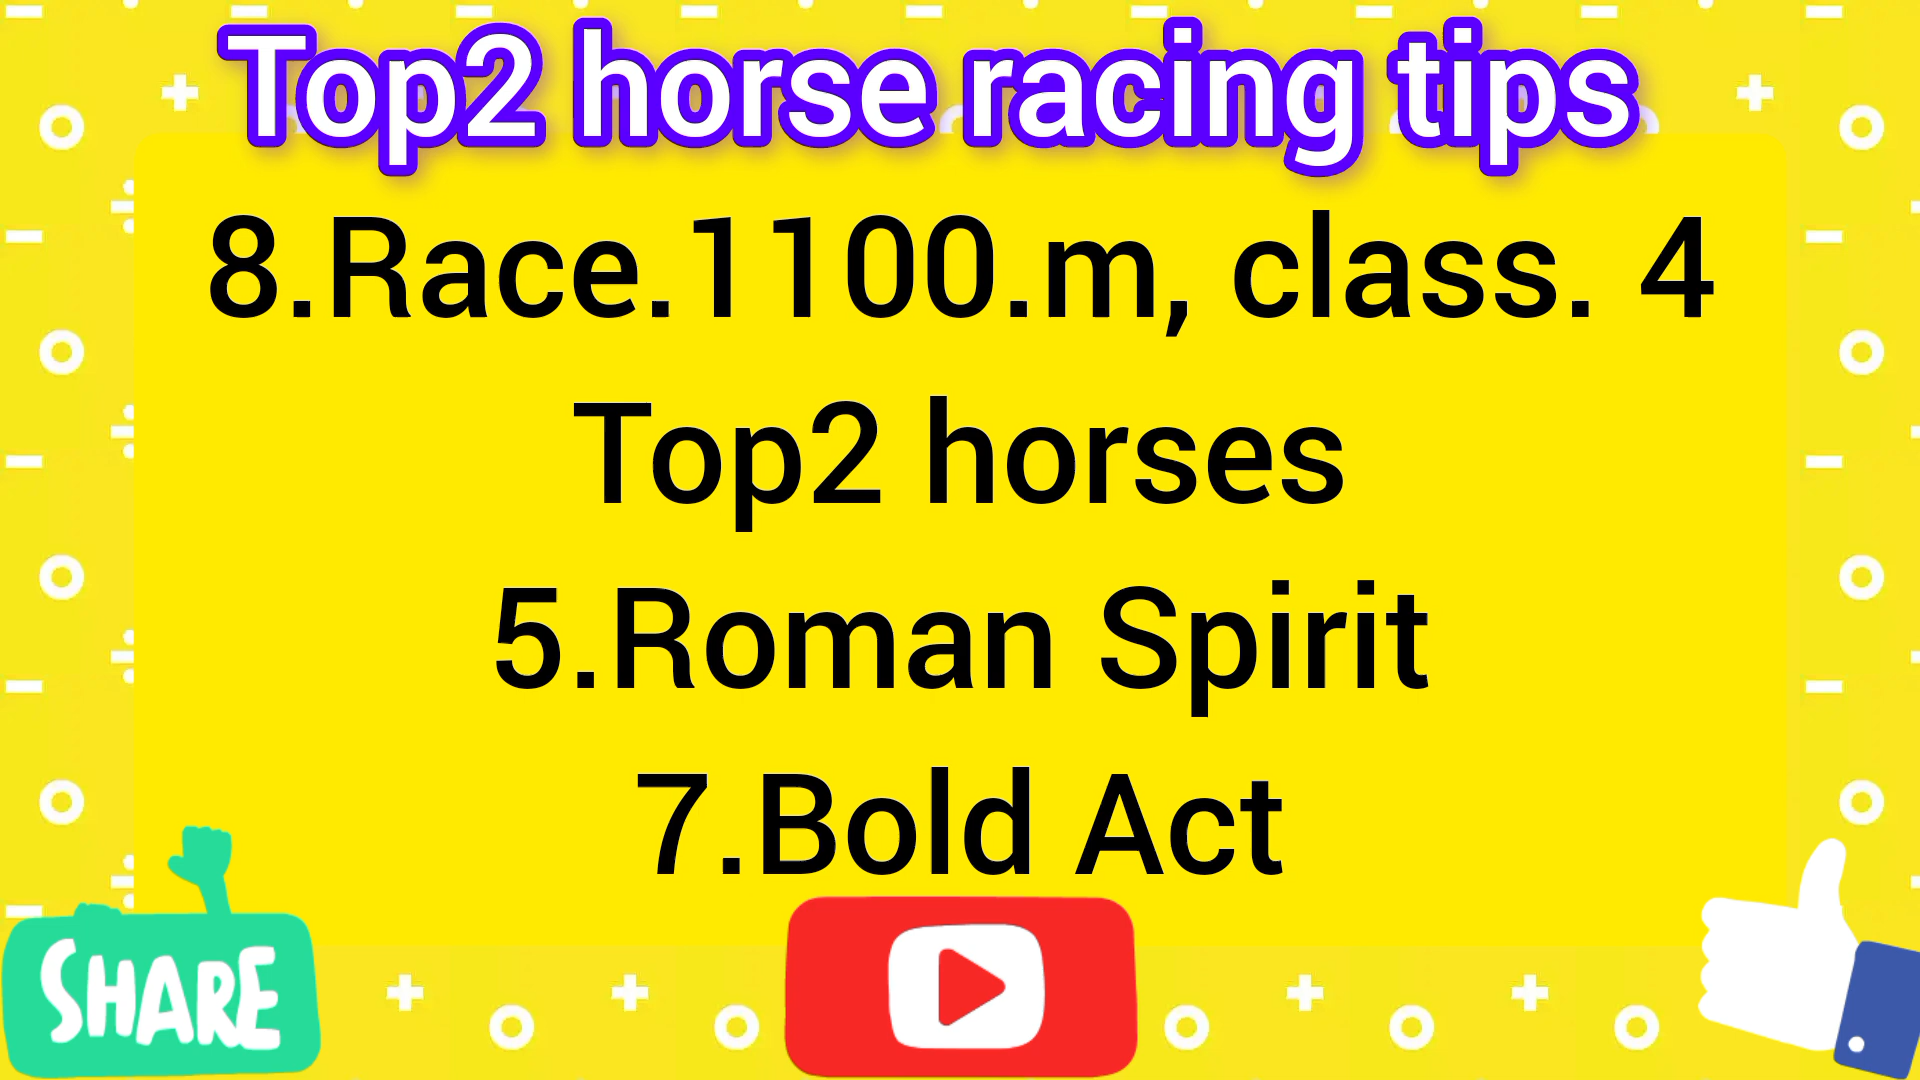 Top2 horse racing tips
8.Race.1100.m, class. 4
Top2 horses
5.Roman Spirit
7.Bold Act
SHARE